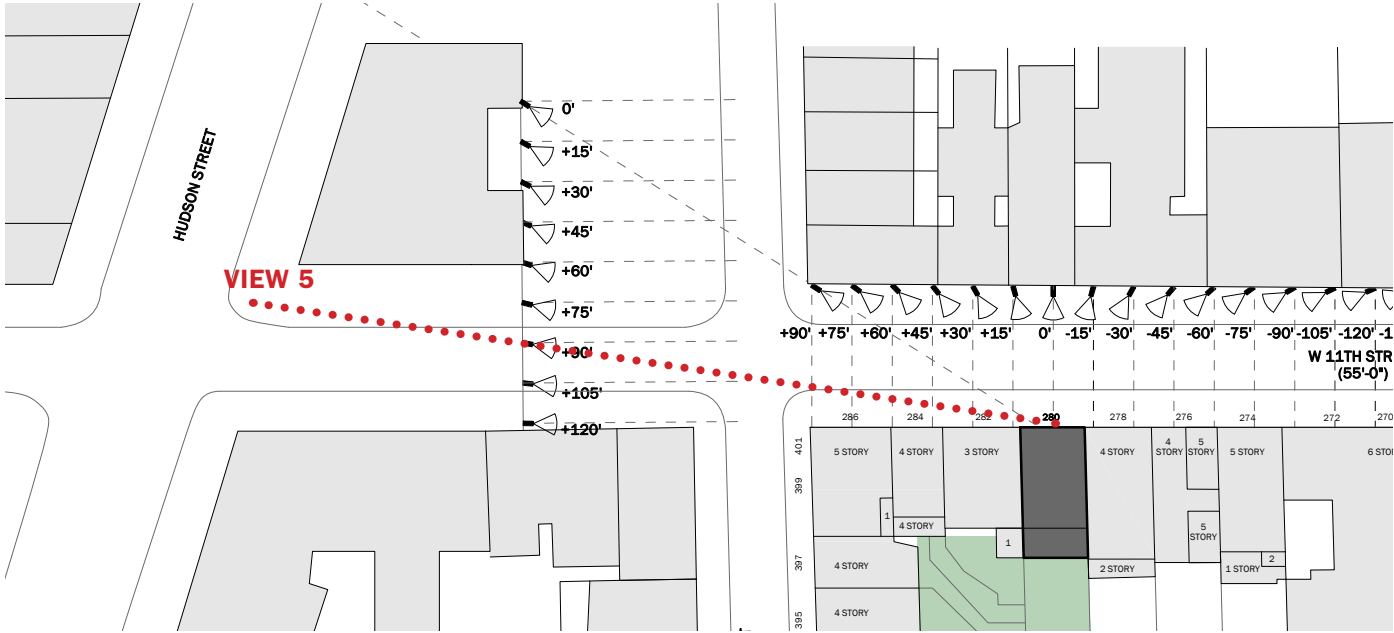 HUDSON STREET
VIEW 5
0'
+15'
+30'
+45'
+60'
+75'
+90'
+105'
+120'
+90' +75' +60' +45' +30' +15' 0' -15' -30' -45' -60' -75' -90' -105' -120'
W 11TH STR
(55'-0")
286 284 282 280 278 276 274 272 270
401
399
397
395
5 STORY
4 STORY
3 STORY
4 STORY
4 STORY
5 STORY
5 STORY
6 STO
1
4 STORY
5 STORY
1
4 STORY
2 STORY
1 STORY
2
4 STORY